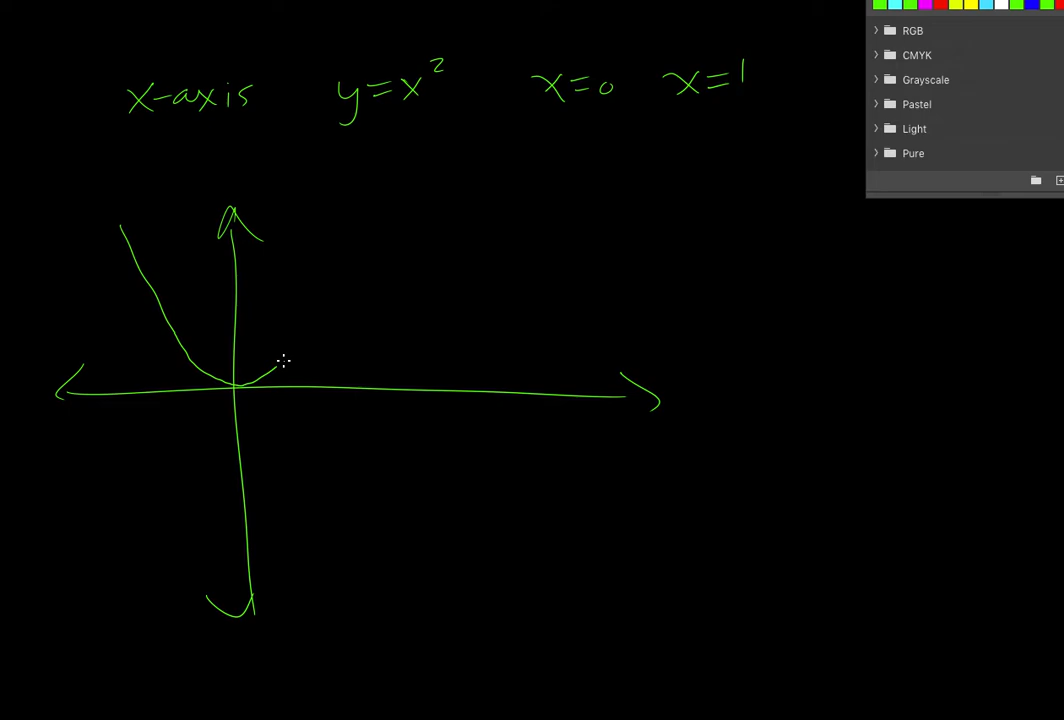 x-axis y=x² x=0 x=1
RGB
CMYK
Grayscale
Pastel
Light
Pure